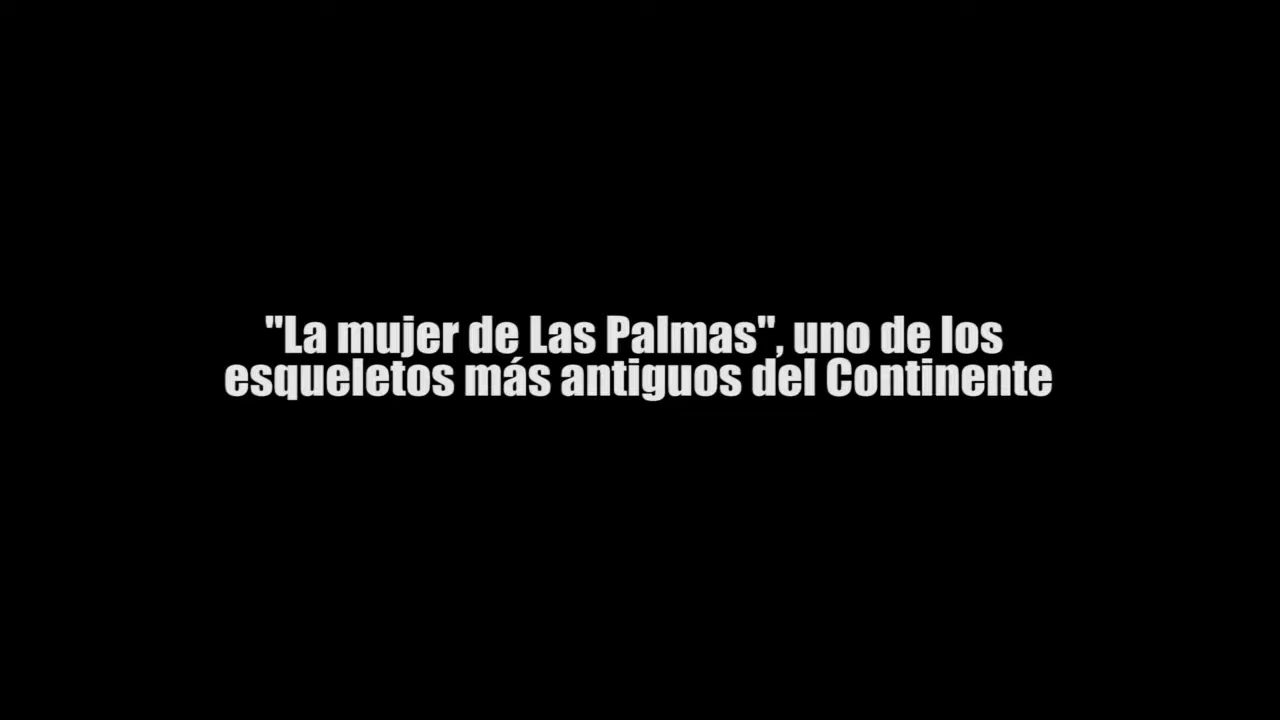 "La mujer de Las Palmas", uno de los
esqueletos más antiguos del Continente